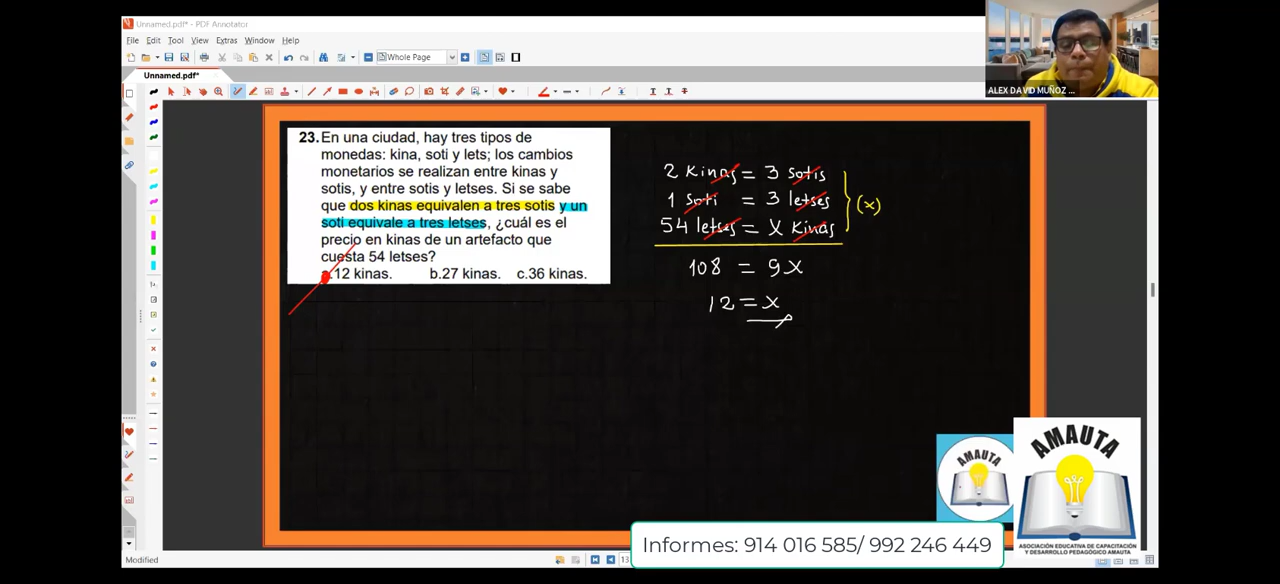 Unnamed.pdf* - PDF Annotator
File Edit Tool View Extras Window Help
Whole Page
Unnamed.pdf*
ALEX DAVID MUÑOZ ...
23. En una ciudad, hay tres tipos de
monedas: kina, soti y lets; los cambios
monetarios se realizan entre kinas y
sotis, y entre sotis y letses. Si se sabe
que dos kinas equivalen a tres sotis y un
soti equivale a tres letses, ¿cuál es el
precio en kinas de un artefacto que
cuesta 54 letses?
a.12 kinas. b.27 kinas. c.36 kinas.
2 Kinas = 3 sotis
1 soti = 3 letses
54 letses = x Kinas
(x)
108 = 9x
12 = x
AMAUTA
AMAUTA
ASOCIACIÓN EDUCATIVA DE CAPACITACIÓN
Y DESARROLLO PEDAGÓGICO AMAUTA
Informes: 914 016 585/ 992 246 449
Modified
13